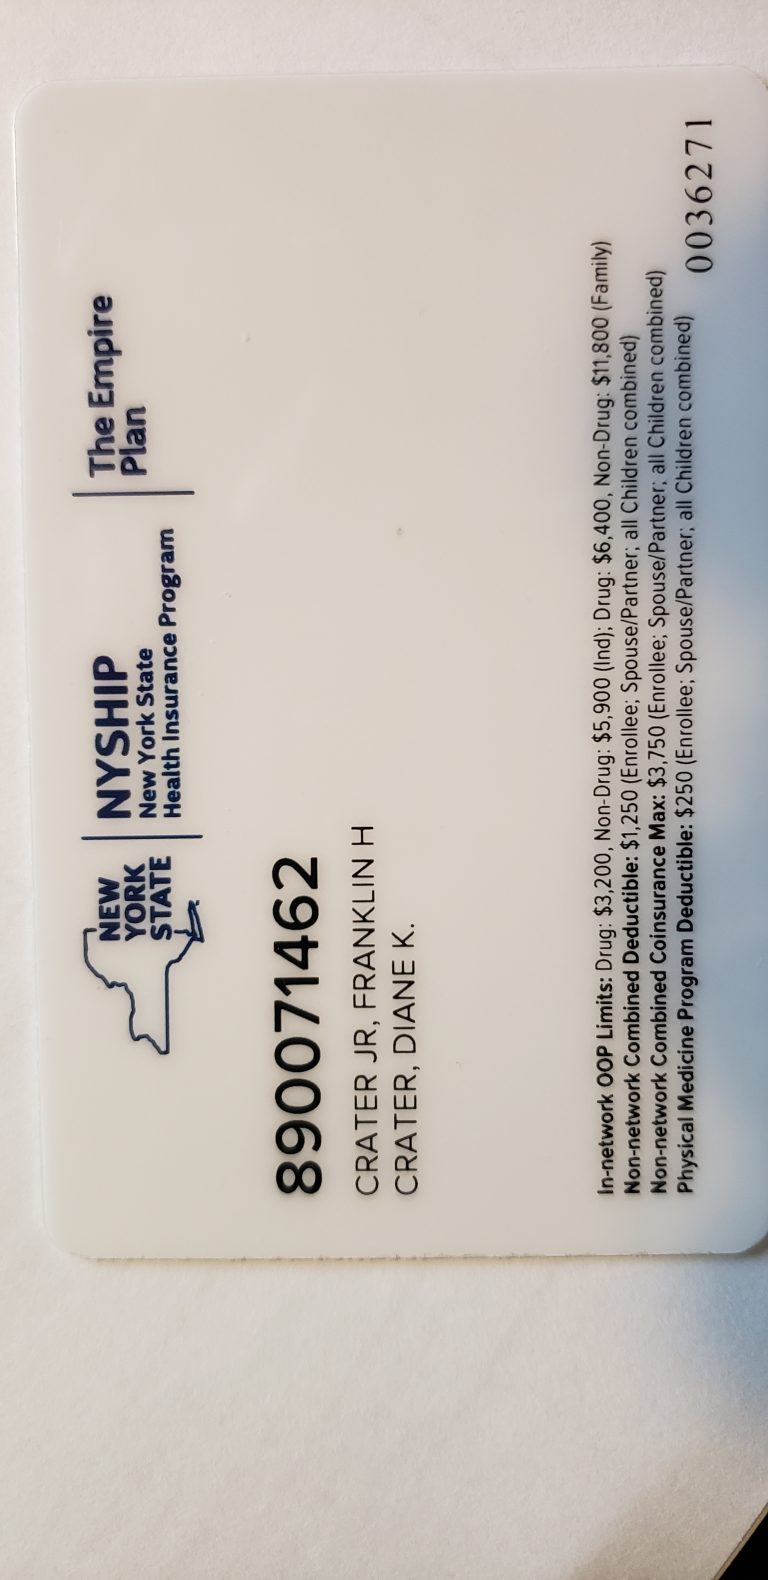 NEW
YORK
STATE
NYSHIP
New York State
Health Insurance Program
The Empire
Plan
890071462
CRATER JR, FRANKLIN H
CRATER, DIANE K.
In-network OOP Limits: Drug: $3,200, Non-Drug: $5,900 (Ind); Drug: $6,400, Non-Drug: $11,800 (Family)
Non-network Combined Deductible: $1,250 (Enrollee; Spouse/Partner; all Children combined)
Non-network Combined Coinsurance Max: $3,750 (Enrollee; Spouse/Partner; all Children combined)
Physical Medicine Program Deductible: $250 (Enrollee; Spouse/Partner; all Children combined)
0036271